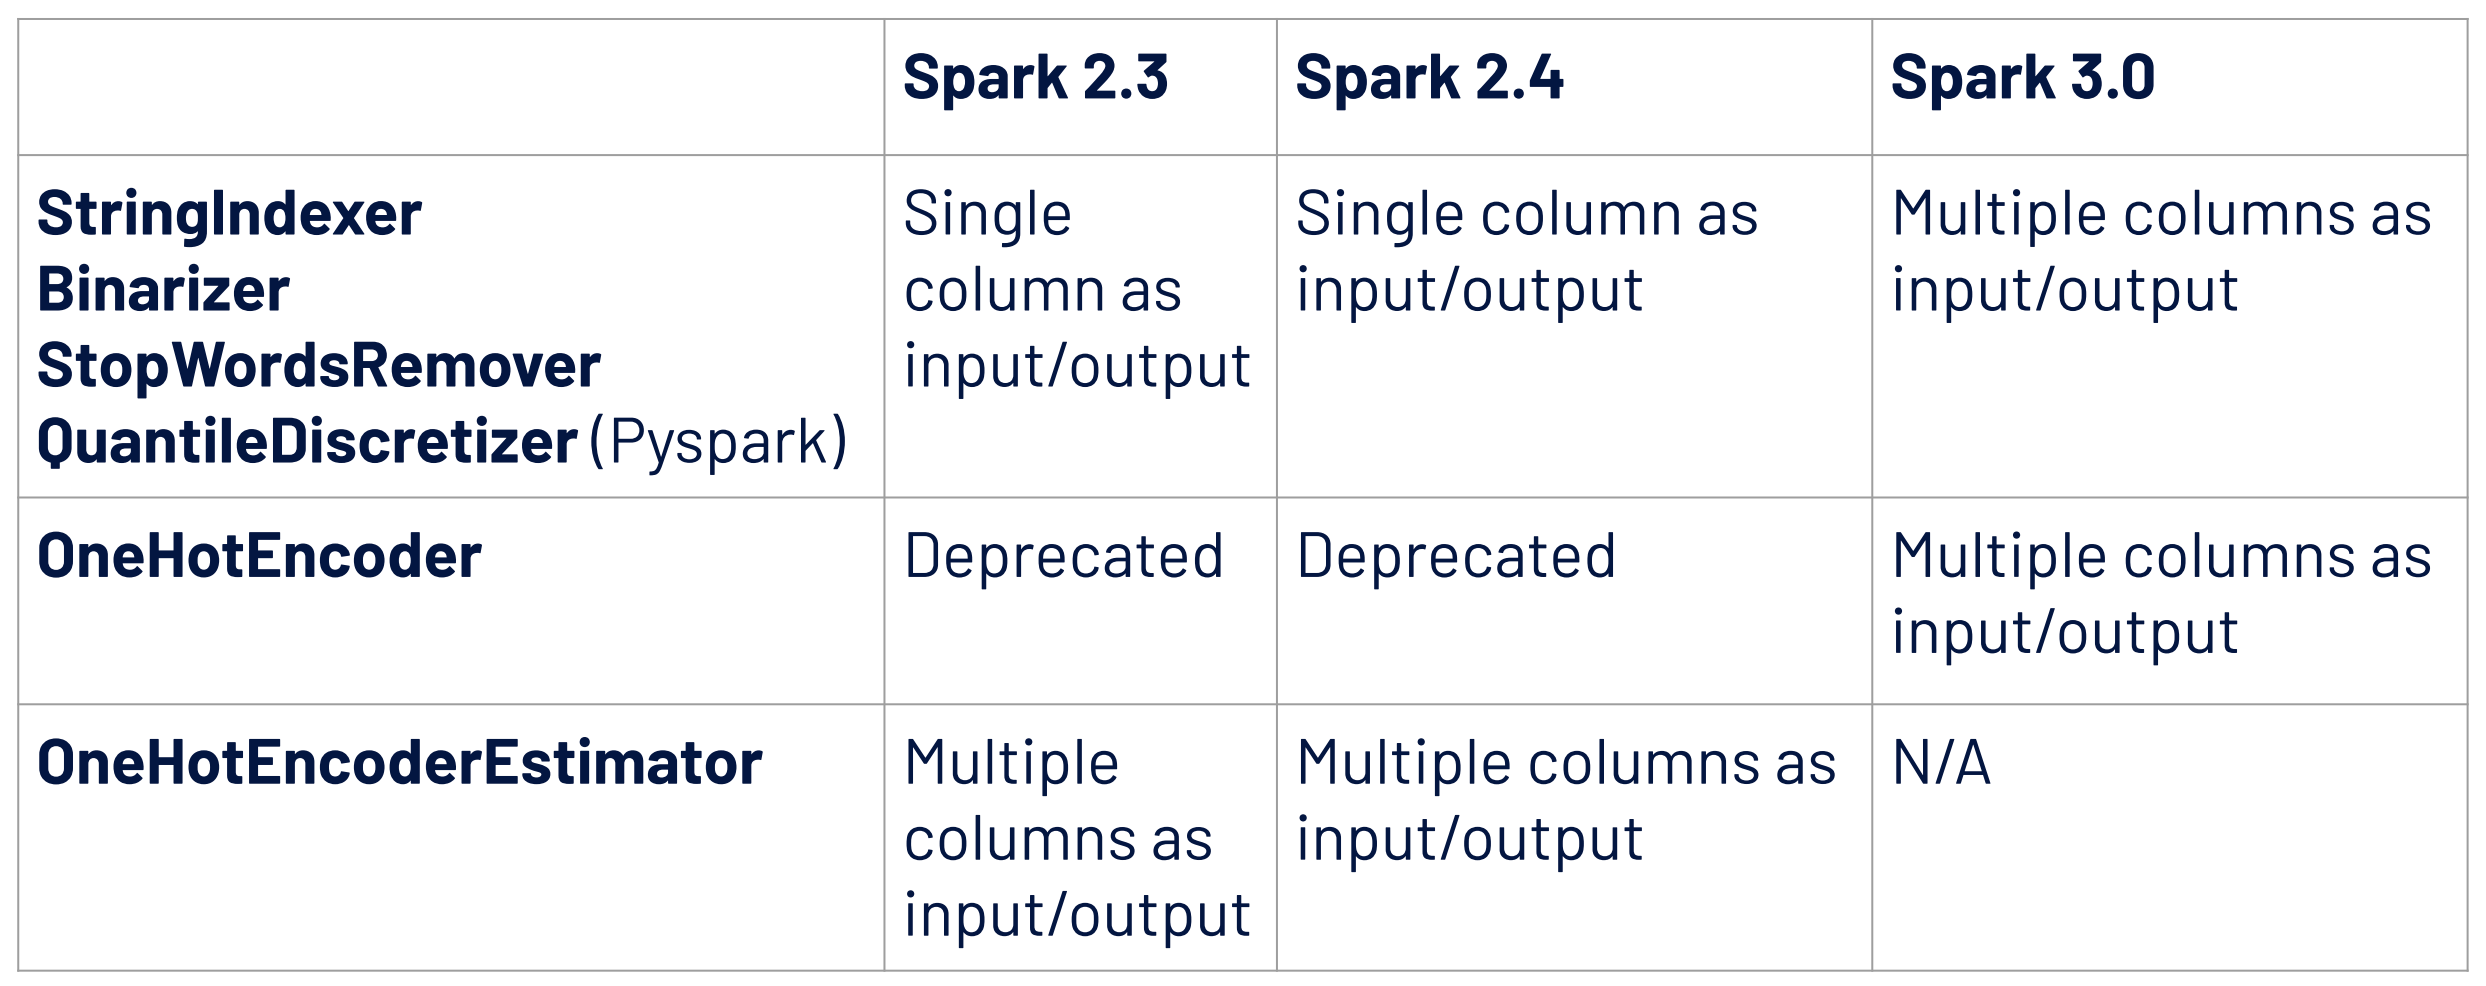 Spark 2.3
Spark 2.4
Spark 3.0
StringIndexer
Binarizer
StopWordsRemover
QuantileDiscretizer (Pyspark)
Single
column as
input/output
Single column as
input/output
Multiple columns as
input/output
OneHotEncoder
Deprecated
Deprecated
Multiple columns as
input/output
OneHotEncoderEstimator
Multiple
columns as
input/output
Multiple columns as
input/output
N/A